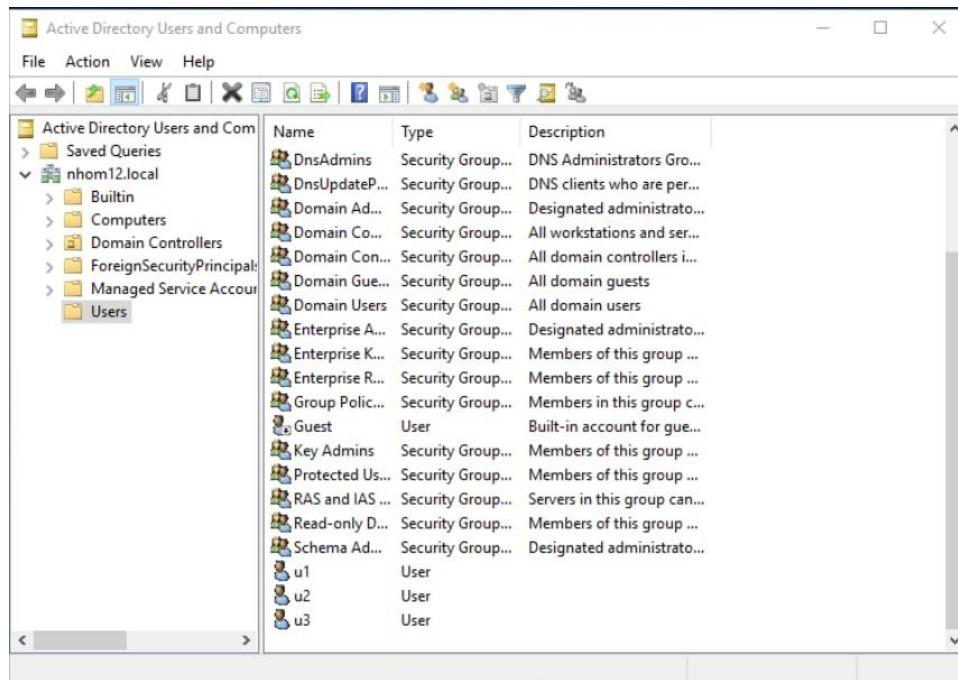 Active Directory Users and Computers
File Action View Help
Active Directory Users and Com
Saved Queries
nhom12.local
Builtin
Computers
Domain Controllers
ForeignSecurityPrincipals
Managed Service Accour
Users
Name Type Description
DnsAdmins Security Group... DNS Administrators Gro...
DnsUpdateP... Security Group... DNS clients who are per...
Domain Ad... Security Group... Designated administrato...
Domain Co... Security Group... All workstations and ser...
Domain Con... Security Group... All domain controllers i...
Domain Gue... Security Group... All domain guests
Domain Users Security Group... All domain users
Enterprise A... Security Group... Designated administrato...
Enterprise K... Security Group... Members of this group ...
Enterprise R... Security Group... Members of this group ...
Group Polic... Security Group... Members in this group c...
Guest User Built-in account for gue...
Key Admins Security Group... Members of this group ...
Protected Us... Security Group... Members of this group ...
RAS and IAS ... Security Group... Servers in this group can...
Read-only D... Security Group... Members of this group ...
Schema Ad... Security Group... Designated administrato...
u1 User
u2 User
u3 User